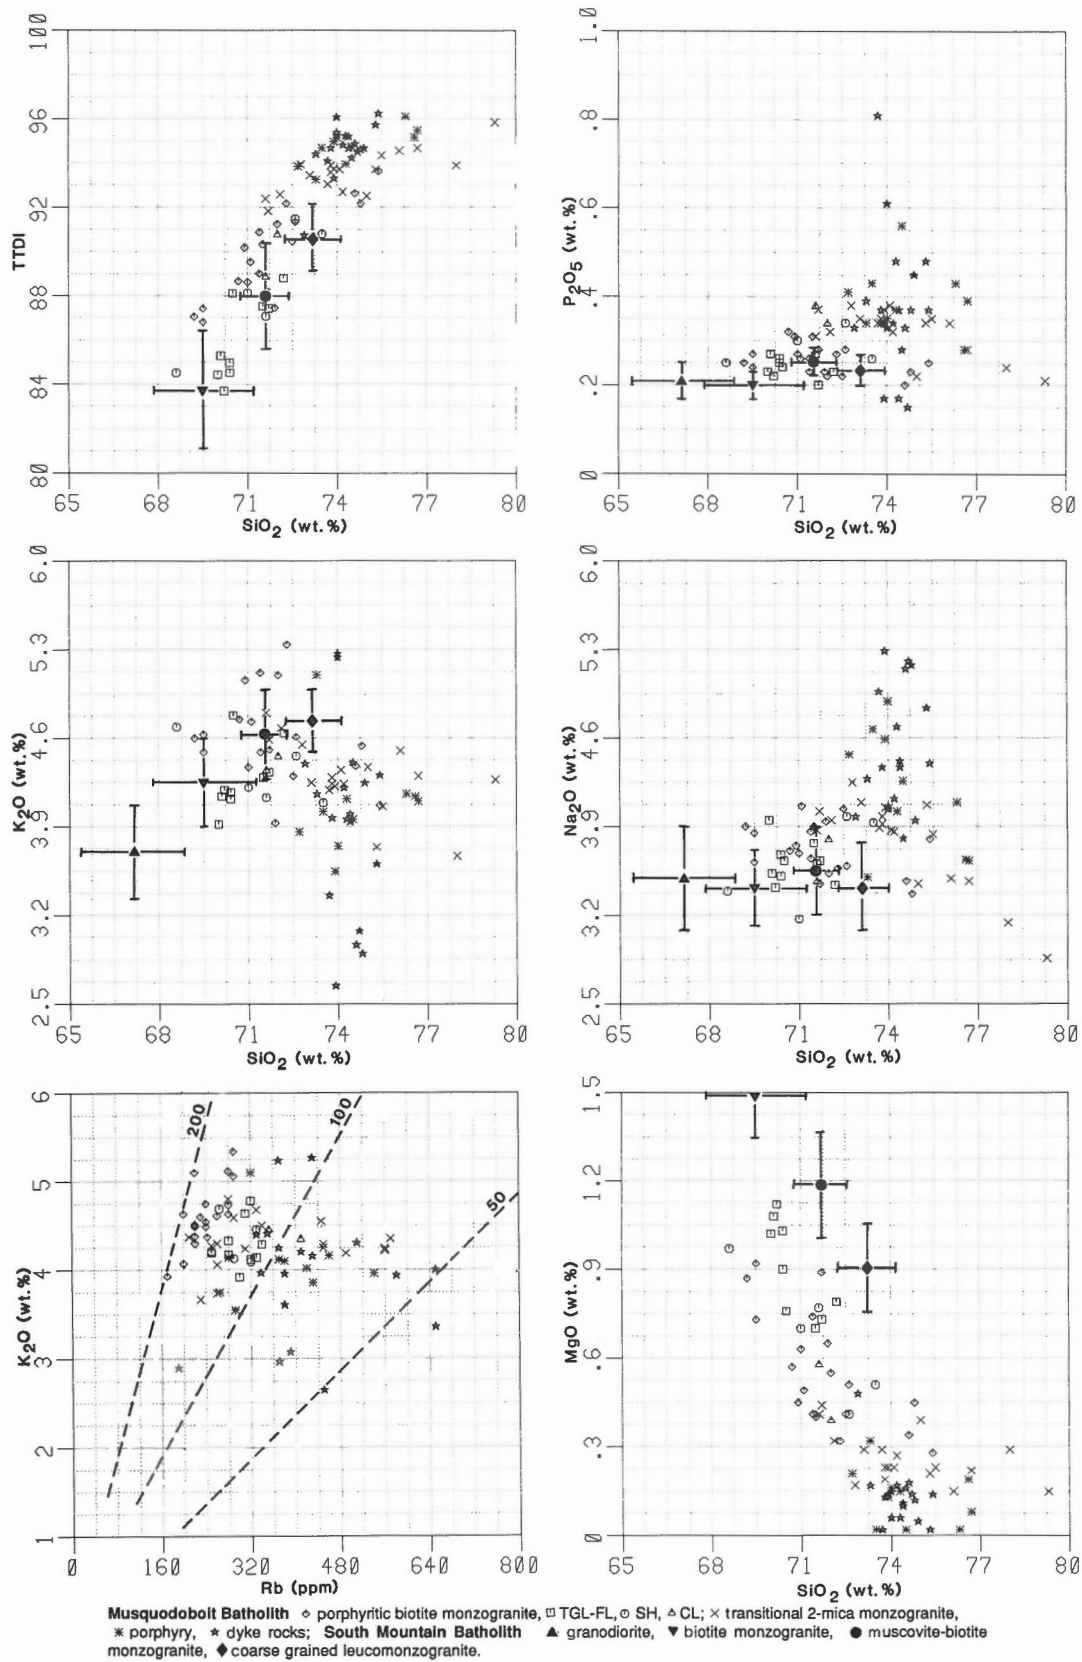 100
96
92
88
84
80
TTDI
65 68 71 74 77 80
SiO2 (wt.%)
1.0
.8
.6
.4
.2
0
P2O5 (wt.%)
65 68 71 74 77 80
SiO2 (wt.%)
6.0
5.3
4.6
3.9
3.2
2.5
K2O (wt.%)
65 68 71 74 77 80
SiO2 (wt.%)
6.0
5.3
4.6
3.9
3.2
2.5
Na2O (wt.%)
65 68 71 74 77 80
SiO2 (wt.%)
6
5
4
3
2
1
K2O (wt.%)
200
100
50
0 160 320 480 640 800
Rb (ppm)
1.5
1.2
.9
.6
.3
0
MgO (wt.%)
65 68 71 74 77 80
SiO2 (wt.%)
Musquodoboit Batholith porphyritic biotite monzogranite, TGL-FL, SH, CL; transitional 2-mica monzogranite,
porphyry, dyke rocks; South Mountain Batholith granodiorite, biotite monzogranite, muscovite-biotite
monzogranite, coarse grained leucomonzogranite.